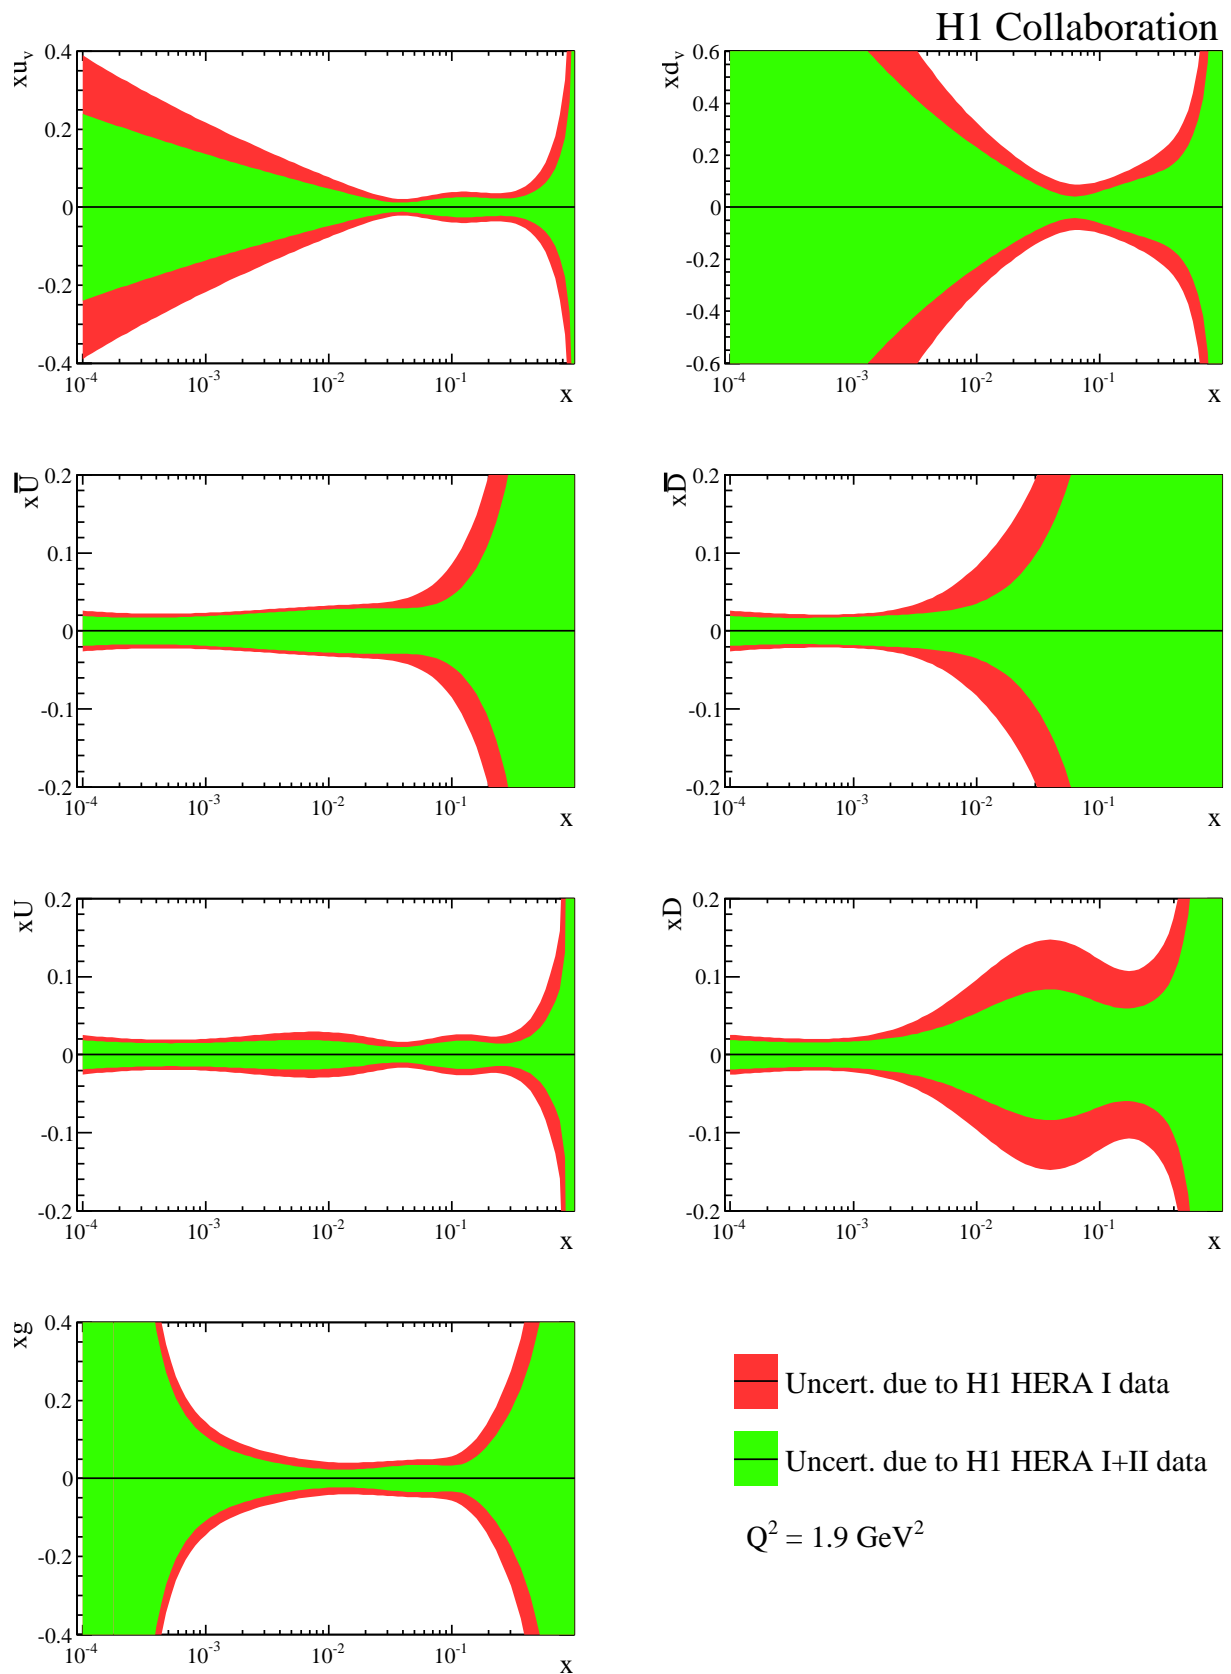 H1 Collaboration
xu_v
0.4
0.2
0
-0.2
-0.4
10^-4 10^-3 10^-2 10^-1
x
xd_v
0.6
0.4
0.2
0
-0.2
-0.4
-0.6
10^-4 10^-3 10^-2 10^-1
x
xU̅
0.2
0.1
0
-0.1
-0.2
10^-4 10^-3 10^-2 10^-1
x
xD̅
0.2
0.1
0
-0.1
-0.2
10^-4 10^-3 10^-2 10^-1
x
xU
0.2
0.1
0
-0.1
-0.2
10^-4 10^-3 10^-2 10^-1
x
xD
0.2
0.1
0
-0.1
-0.2
10^-4 10^-3 10^-2 10^-1
x
xg
0.4
0.2
0
-0.2
-0.4
10^-4 10^-3 10^-2 10^-1
x
Uncert. due to H1 HERA I data
Uncert. due to H1 HERA I+II data
Q² = 1.9 GeV²